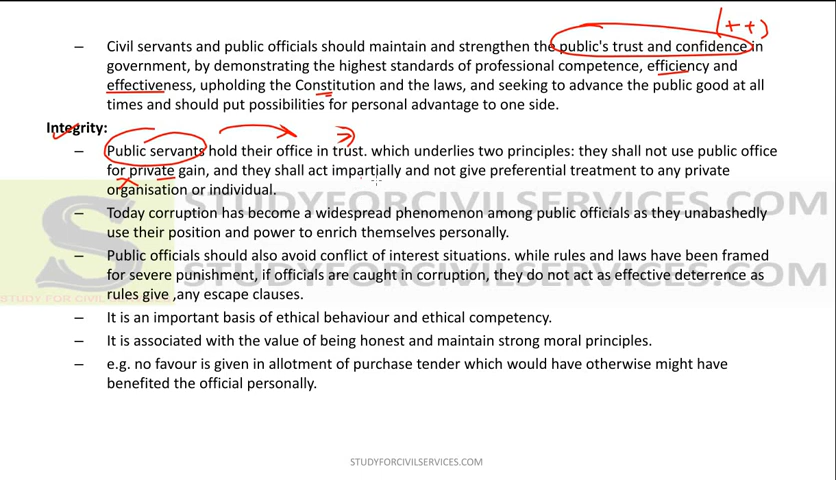 (++)
– Civil servants and public officials should maintain and strengthen the public's trust and confidence in
government, by demonstrating the highest standards of professional competence, efficiency and
effectiveness, upholding the Constitution and the laws, and seeking to advance the public good at all
times and should put possibilities for personal advantage to one side.
Integrity:
– Public servants hold their office in trust. which underlies two principles: they shall not use public office
for private gain, and they shall act impartially and not give preferential treatment to any private
organisation or individual.
STUDYFORCIVILSERVICES.COM
– Today corruption has become a widespread phenomenon among public officials as they unabashedly
use their position and power to enrich themselves personally.
– Public officials should also avoid conflict of interest situations. while rules and laws have been framed
for severe punishment, if officials are caught in corruption, they do not act as effective deterrence as
STUDYFORCIVILSERVICES.COM
rules give ,any escape clauses.
STUDY FOR CIVIL
– It is an important basis of ethical behaviour and ethical competency.
– It is associated with the value of being honest and maintain strong moral principles.
– e.g. no favour is given in allotment of purchase tender which would have otherwise might have
benefited the official personally.
STUDYFORCIVILSERVICES.COM